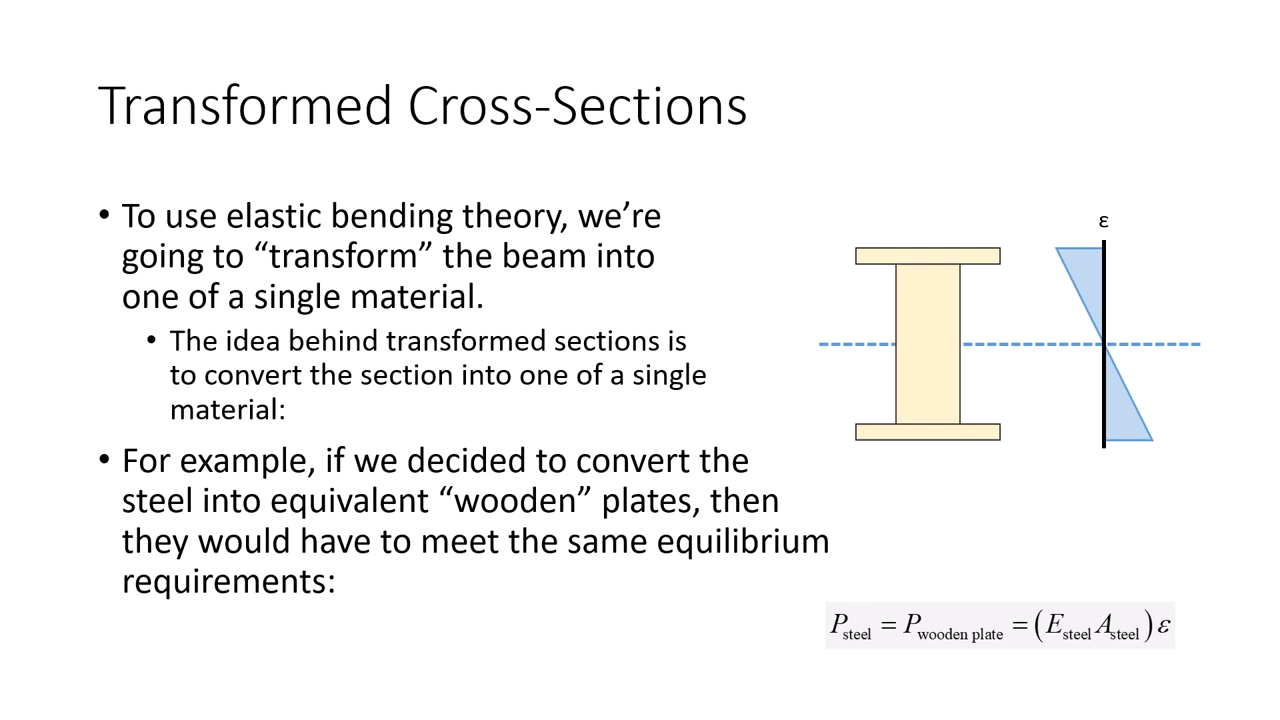 Transformed Cross-Sections
• To use elastic bending theory, we’re
going to “transform” the beam into
one of a single material.
• The idea behind transformed sections is
to convert the section into one of a single
material:
• For example, if we decided to convert the
steel into equivalent “wooden” plates, then
they would have to meet the same equilibrium
requirements:
ε
P_steel = P_wooden plate = (E_steel A_steel) ε